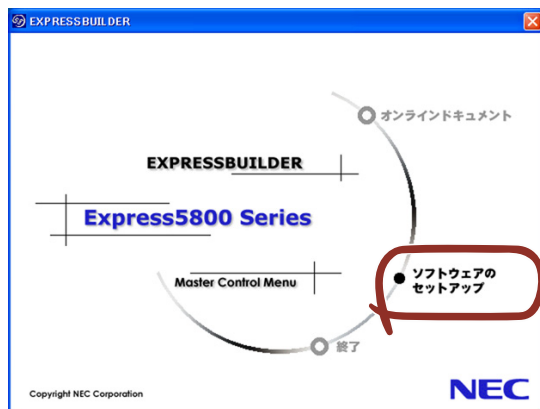 EXPRESSBUILDER
オンラインドキュメント
EXPRESSBUILDER
Express5800 Series
ソフトウェアの
セットアップ
Master Control Menu
終了
Copyright NEC Corporation
NEC